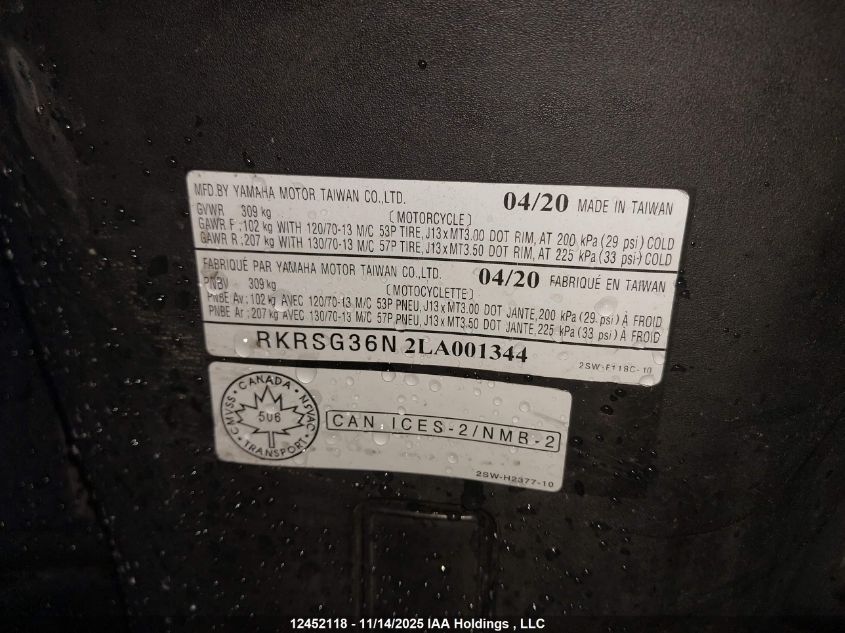 MFD.BY YAMAHA MOTOR TAIWAN CO.,LTD. 04/20 MADE IN TAIWAN
GVWR 309 kg (MOTORCYCLE)
GAWR F : 102 kg WITH 120/70-13 M/C 53P TIRE, J13 x MT3.00 DOT RIM, AT 200 kPa (29 psi) COLD
GAWR R : 207 kg WITH 130/70-13 M/C 57P TIRE, J13 x MT3.50 DOT RIM, AT 225 kPa (33 psi) COLD
FABRIQUÉ PAR YAMAHA MOTOR TAIWAN CO.,LTD. 04/20 FABRIQUÉ EN TAIWAN
PNBV 309 kg (MOTOCYCLETTE)
PNBE Av : 102 kg AVEC 120/70-13 M/C 53P PNEU, J13 x MT3.00 DOT JANTE, 200 kPa (29 psi) À FROID
PNBE Ar : 207 kg AVEC 130/70-13 M/C 57P PNEU, J13 x MT3.50 DOT JANTE, 225 kPa (33 psi) À FROID
RKRSG36N2LA001344
2SW-F118C-10
CANADA
CMVSS 506 NSVAC
TRANSPORT
CAN ICES-2/NMB-2
2SW-H2377-10
12452118 - 11/14/2025 IAA Holdings , LLC